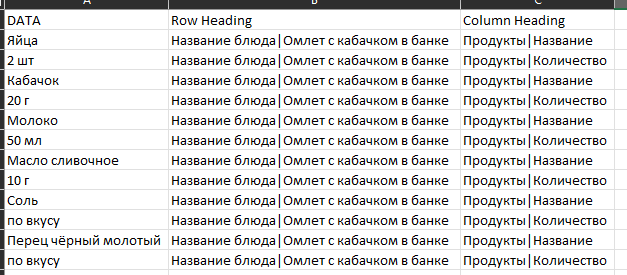 A B C
DATA Row Heading Column Heading
Яйца Название блюда|Омлет с кабачком в банке Продукты|Название
2 шт Название блюда|Омлет с кабачком в банке Продукты|Количество
Кабачок Название блюда|Омлет с кабачком в банке Продукты|Название
20 г Название блюда|Омлет с кабачком в банке Продукты|Количество
Молоко Название блюда|Омлет с кабачком в банке Продукты|Название
50 мл Название блюда|Омлет с кабачком в банке Продукты|Количество
Масло сливочное Название блюда|Омлет с кабачком в банке Продукты|Название
10 г Название блюда|Омлет с кабачком в банке Продукты|Количество
Соль Название блюда|Омлет с кабачком в банке Продукты|Название
по вкусу Название блюда|Омлет с кабачком в банке Продукты|Количество
Перец чёрный молотый Название блюда|Омлет с кабачком в банке Продукты|Название
по вкусу Название блюда|Омлет с кабачком в банке Продукты|Количество